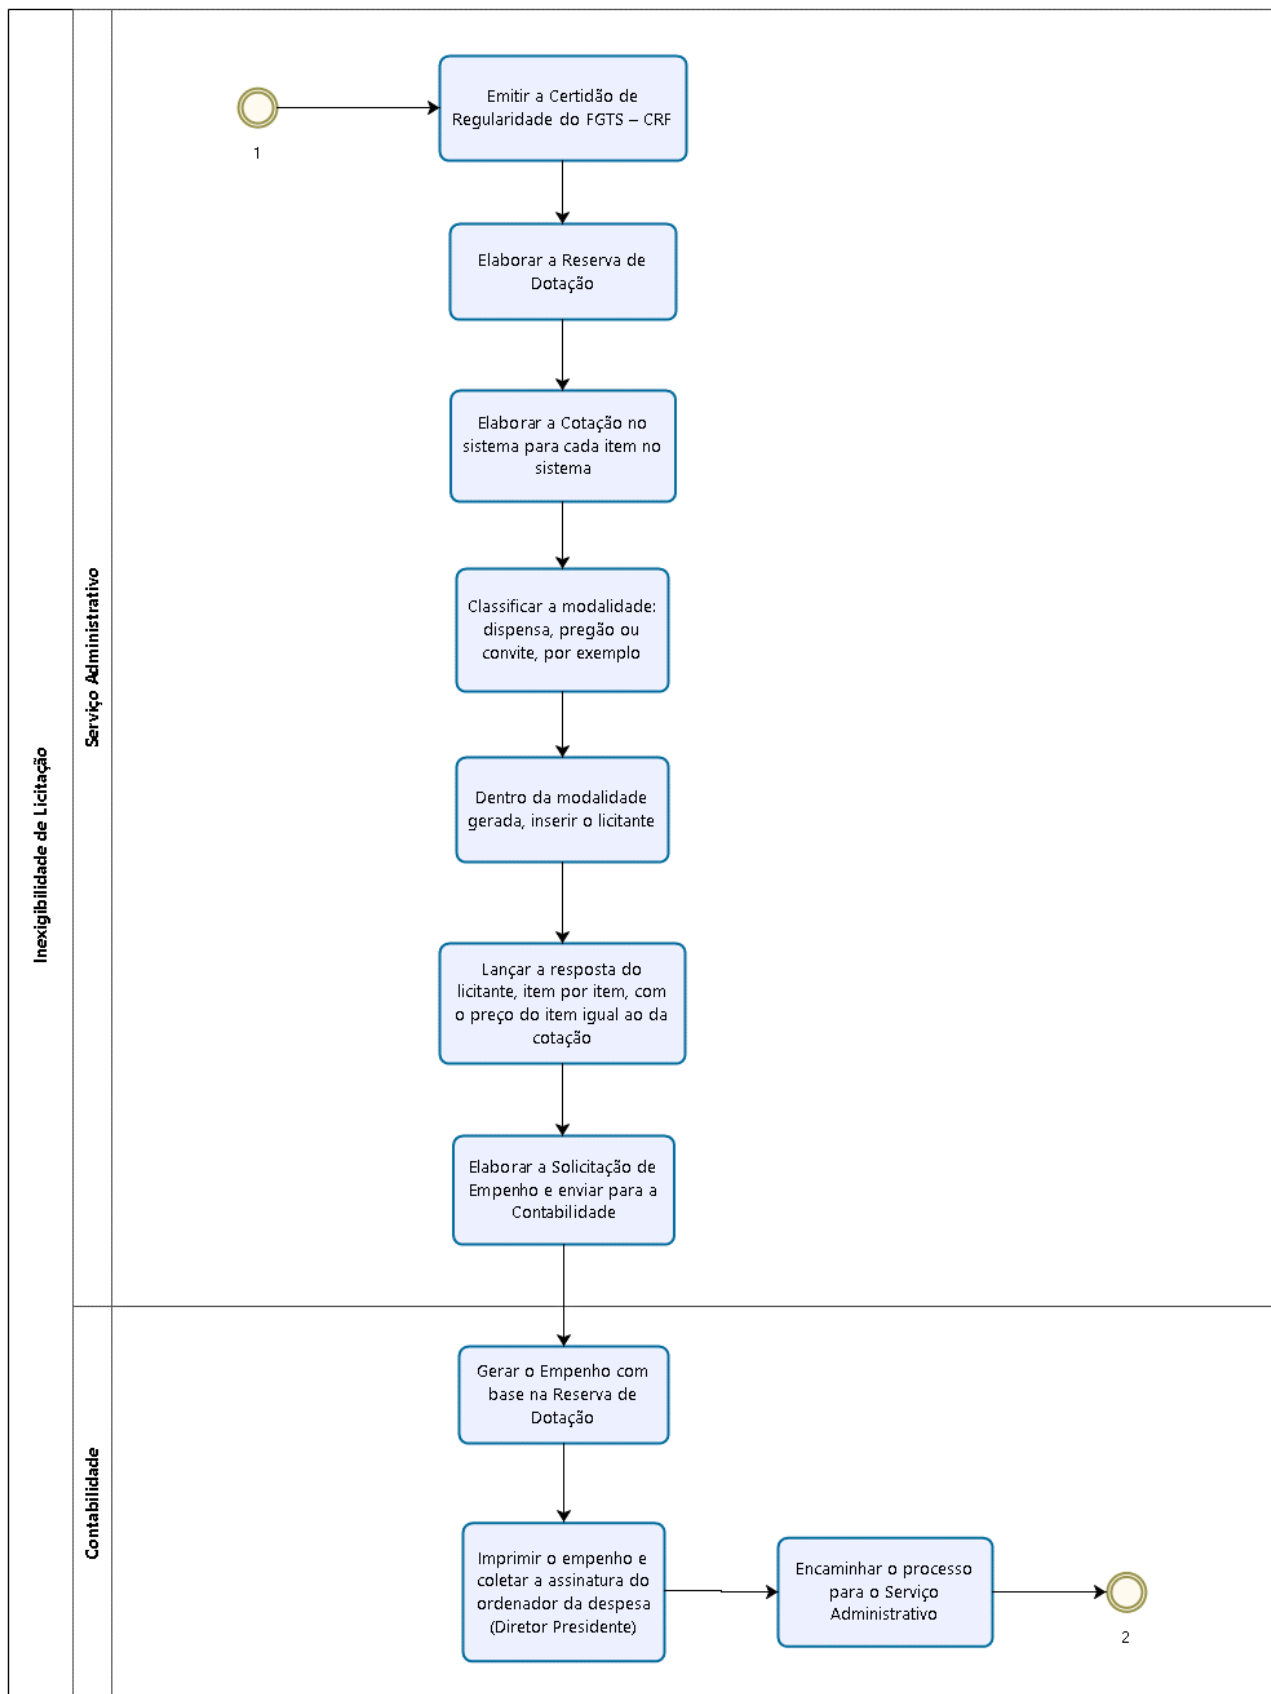 Inexigibilidade de Licitação
Serviço Administrativo
1
Emitir a Certidão de
Regularidade do FGTS – CRF
Elaborar a Reserva de
Dotação
Elaborar a Cotação no
sistema para cada item no
sistema
Classificar a modalidade:
dispensa, pregão ou
convite, por exemplo
Dentro da modalidade
gerada, inserir o licitante
Lançar a resposta do
licitante, item por item, com
o preço do item igual ao da
cotação
Elaborar a Solicitação de
Empenho e enviar para a
Contabilidade
Contabilidade
Gerar o Empenho com
base na Reserva de
Dotação
Imprimir o empenho e
coletar a assinatura do
ordenador da despesa
(Diretor Presidente)
Encaminhar o processo
para o Serviço
Administrativo
2